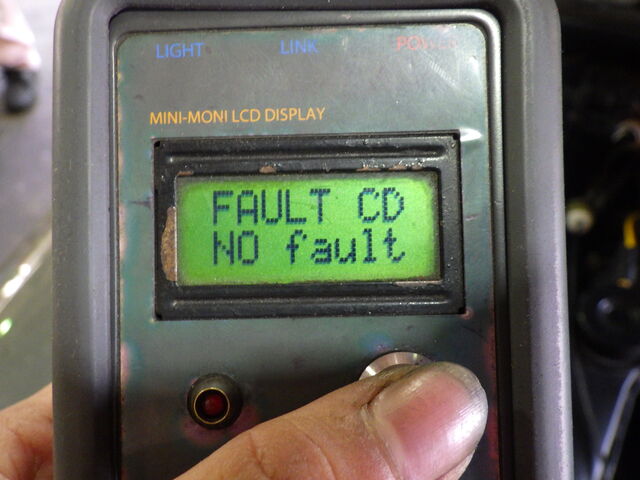 LIGHT LINK POWER
MINI-MONI LCD DISPLAY
FAULT CD
NO fault